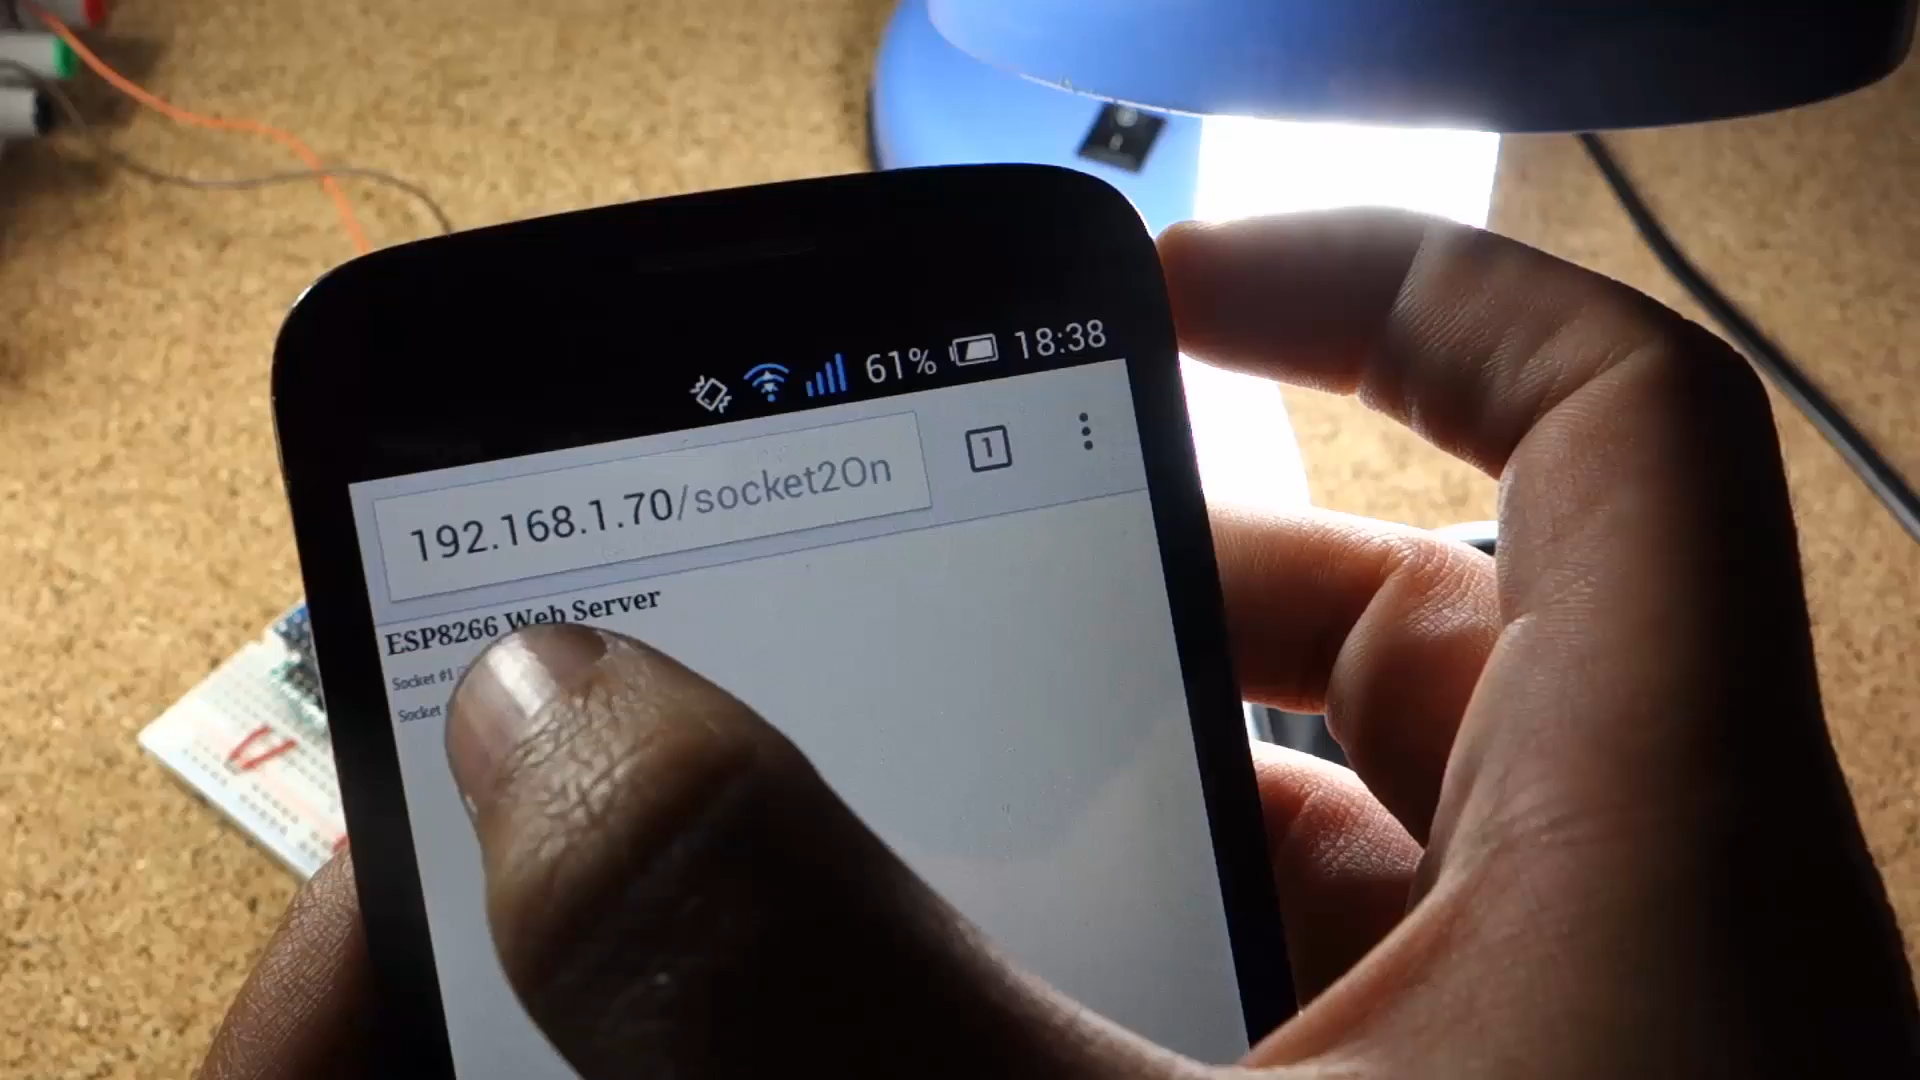 61% 18:38
192.168.1.70/socket2On
1
ESP8266 Web Server
Socket #1
Socket